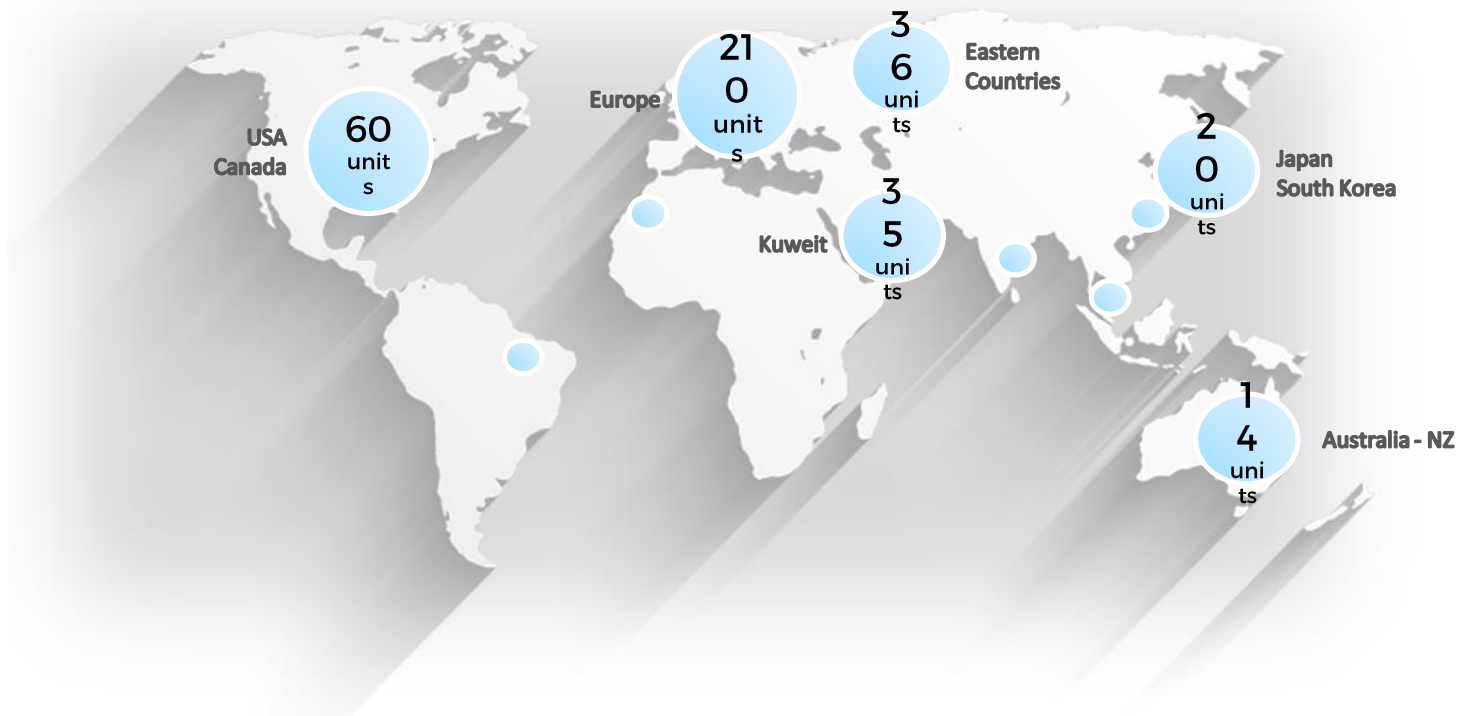 USA
Canada
60
unit
s
Europe
21
0
unit
s
3
6
uni
ts
Eastern
Countries
Kuweit
3
5
uni
ts
2
0
uni
ts
Japan
South Korea
1
4
uni
ts
Australia - NZ